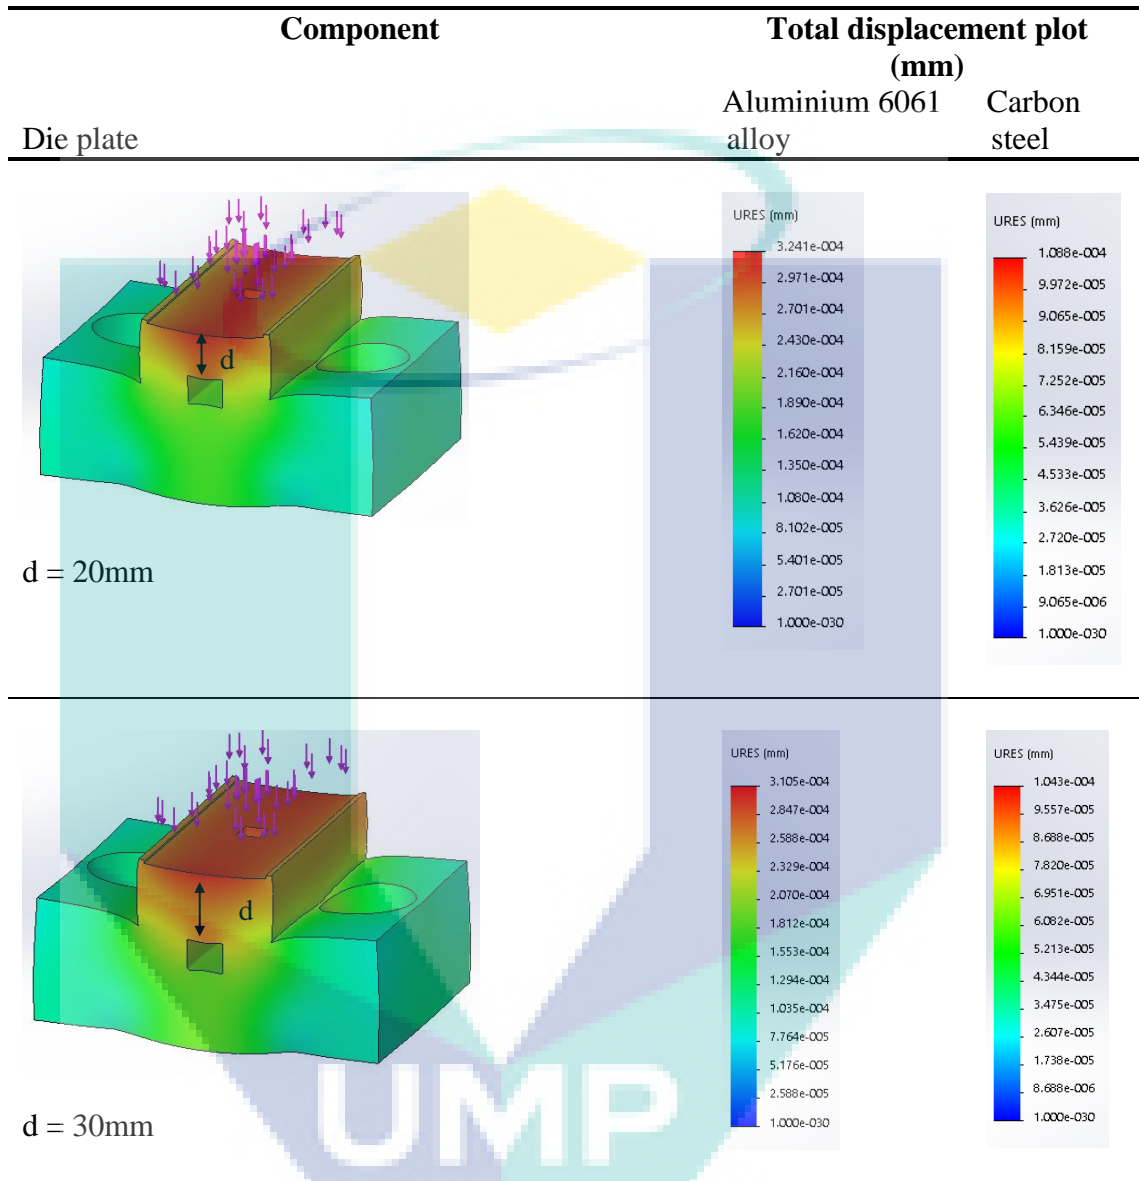 Component
Total displacement plot
(mm)
Aluminium 6061
alloy
Carbon
steel
Die plate
d
d = 20mm
URES (mm)
3.241e-004
2.971e-004
2.701e-004
2.430e-004
2.160e-004
1.890e-004
1.620e-004
1.350e-004
1.080e-004
8.102e-005
5.401e-005
2.701e-005
1.000e-030
URES (mm)
1.088e-004
9.972e-005
9.065e-005
8.159e-005
7.252e-005
6.346e-005
5.439e-005
4.533e-005
3.626e-005
2.720e-005
1.813e-005
9.065e-006
1.000e-030
d
d = 30mm
URES (mm)
3.105e-004
2.847e-004
2.588e-004
2.329e-004
2.070e-004
1.812e-004
1.553e-004
1.294e-004
1.035e-004
7.764e-005
5.176e-005
2.588e-005
1.000e-030
URES (mm)
1.043e-004
9.557e-005
8.688e-005
7.820e-005
6.951e-005
6.082e-005
5.213e-005
4.344e-005
3.475e-005
2.607e-005
1.738e-005
8.688e-006
1.000e-030
UMP